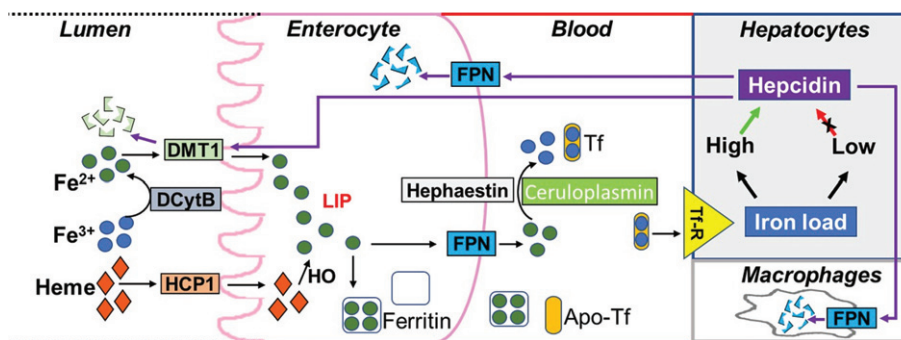 Lumen
Enterocyte
Blood
Hepatocytes
FPN
Hepcidin
DMT1
Tf
High
Low
Fe2+
DCytB
LIP
Hephaestin
Ceruloplasmin
Fe3+
FPN
Tf-R
Iron load
Heme
HCP1
HO
Ferritin
Apo-Tf
Macrophages
FPN